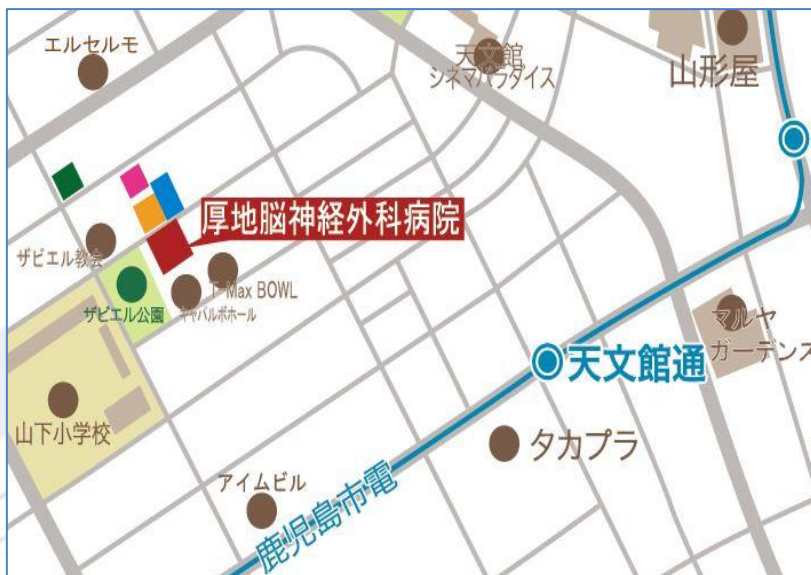 エルセルモ
天文館
シネマパラダイス
山形屋
厚地脳神経外科病院
ザビエル教会
T-Max BOWL
ザビエル公園
キャパルボホール
マルヤ
ガーデンズ
天文館通
山下小学校
タカプラ
アイムビル
鹿児島市電